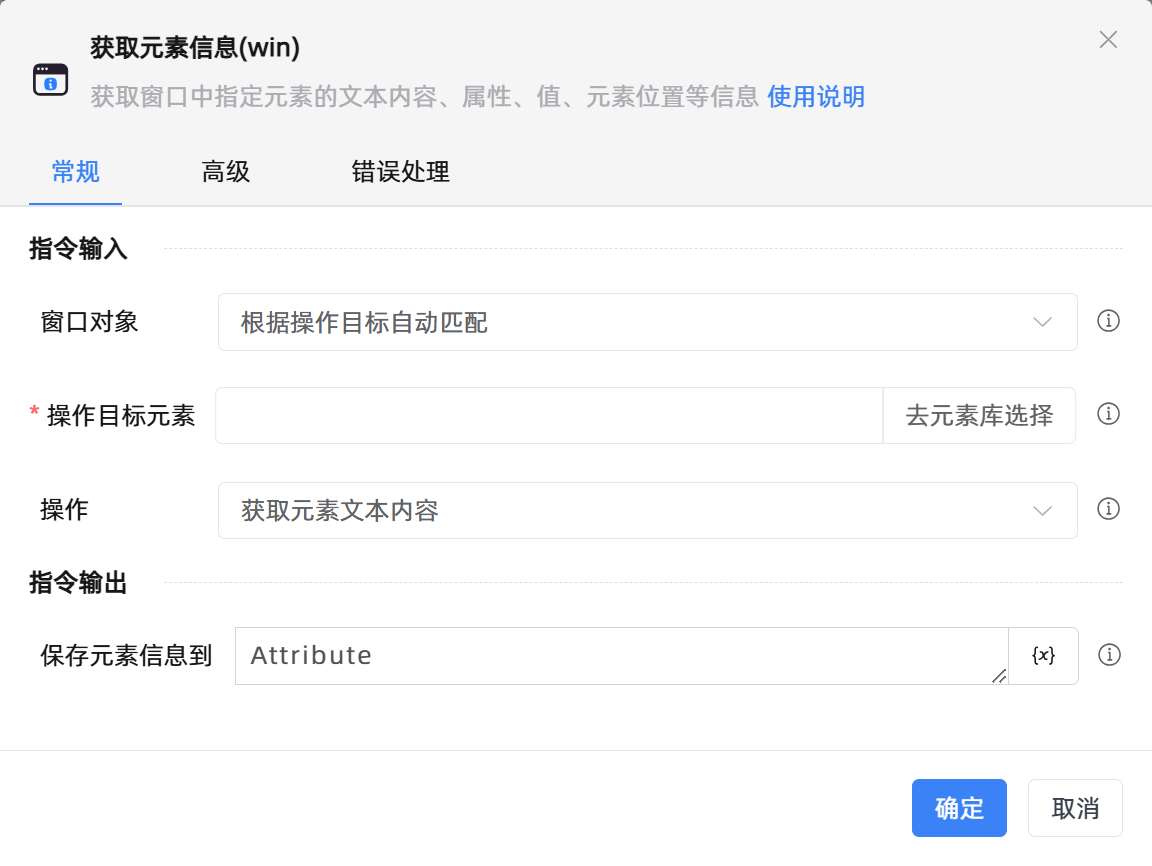 获取元素信息(win)
获取窗口中指定元素的文本内容、属性、值、元素位置等信息 使用说明
常规 高级 错误处理
指令输入
窗口对象 根据操作目标自动匹配
* 操作目标元素 去元素库选择
操作 获取元素文本内容
指令输出
保存元素信息到 Attribute {x}
确定 取消